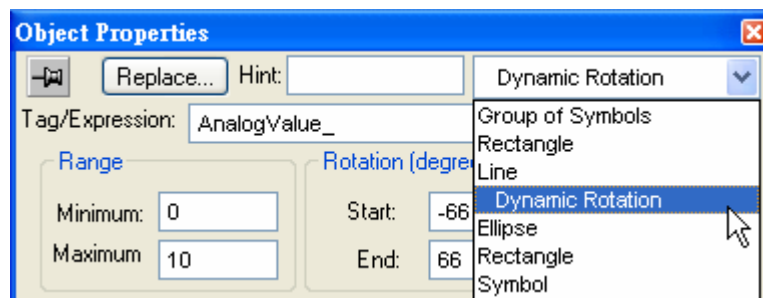 Object Properties
Replace... Hint: Dynamic Rotation
Tag/Expression: AnalogValue_
Group of Symbols
Rectangle
Range Rotation (degre
Line
Dynamic Rotation
Minimum: 0 Start: -66
Ellipse
Maximum 10 End: 66
Rectangle
Symbol